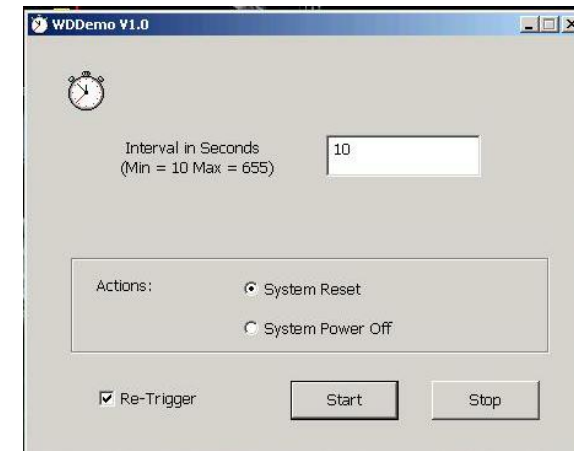 WDDemo V1.0
Interval in Seconds
(Min = 10 Max = 655)
10
Actions:
System Reset
System Power Off
Re-Trigger
Start
Stop